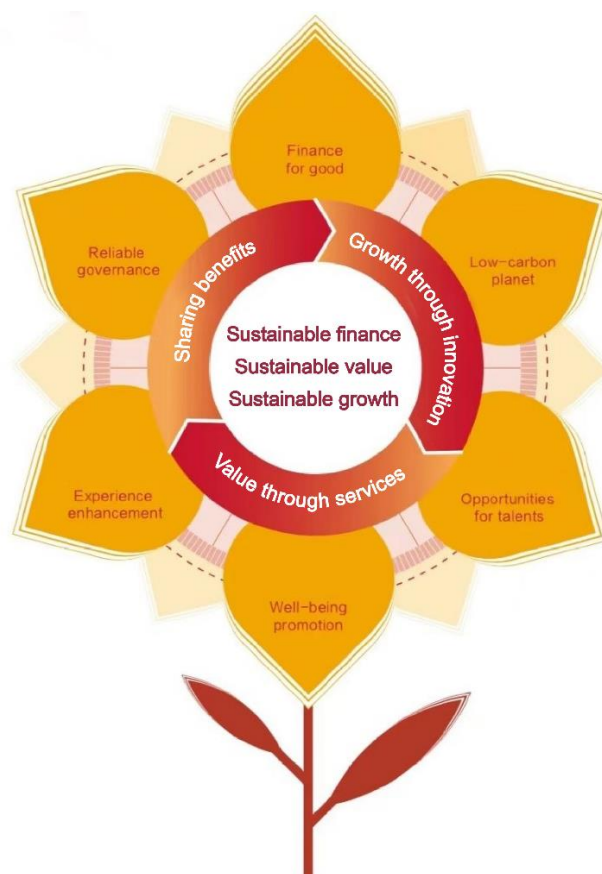 Finance
for good
Reliable
governance
Low-carbon
planet
Sharing benefits
Growth through innovation
Sustainable finance
Sustainable value
Sustainable growth
Value through services
Experience
enhancement
Opportunities
for talents
Well-being
promotion